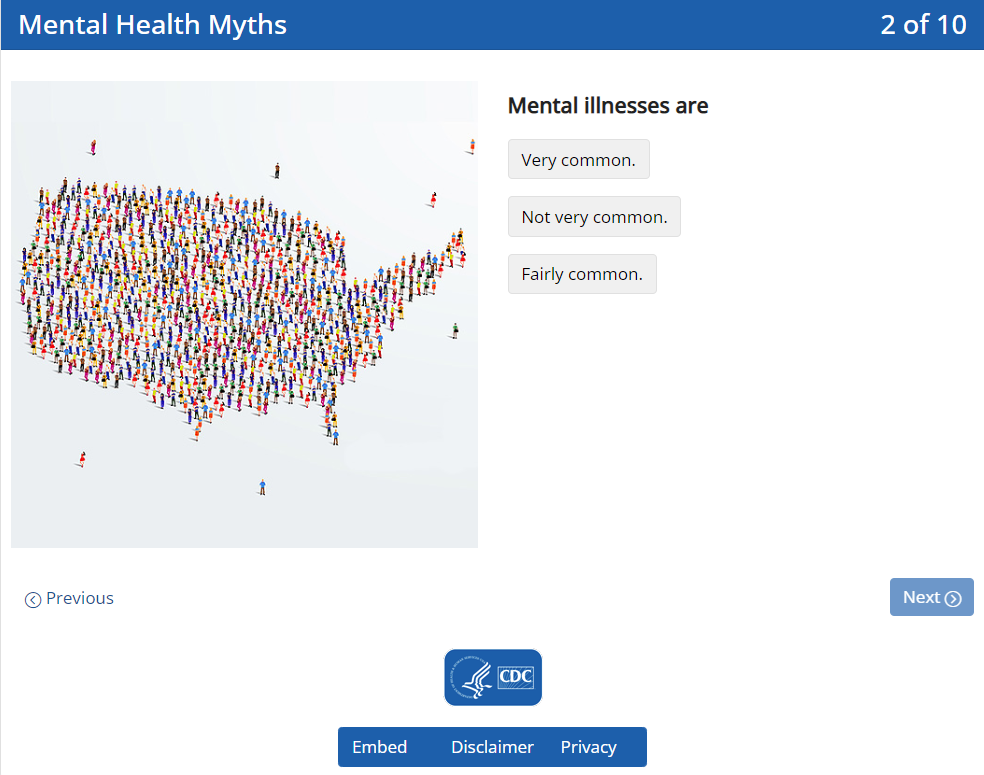 Mental Health Myths
2 of 10
Mental illnesses are
Very common.
Not very common.
Fairly common.
Previous
Next
CDC
Embed
Disclaimer
Privacy